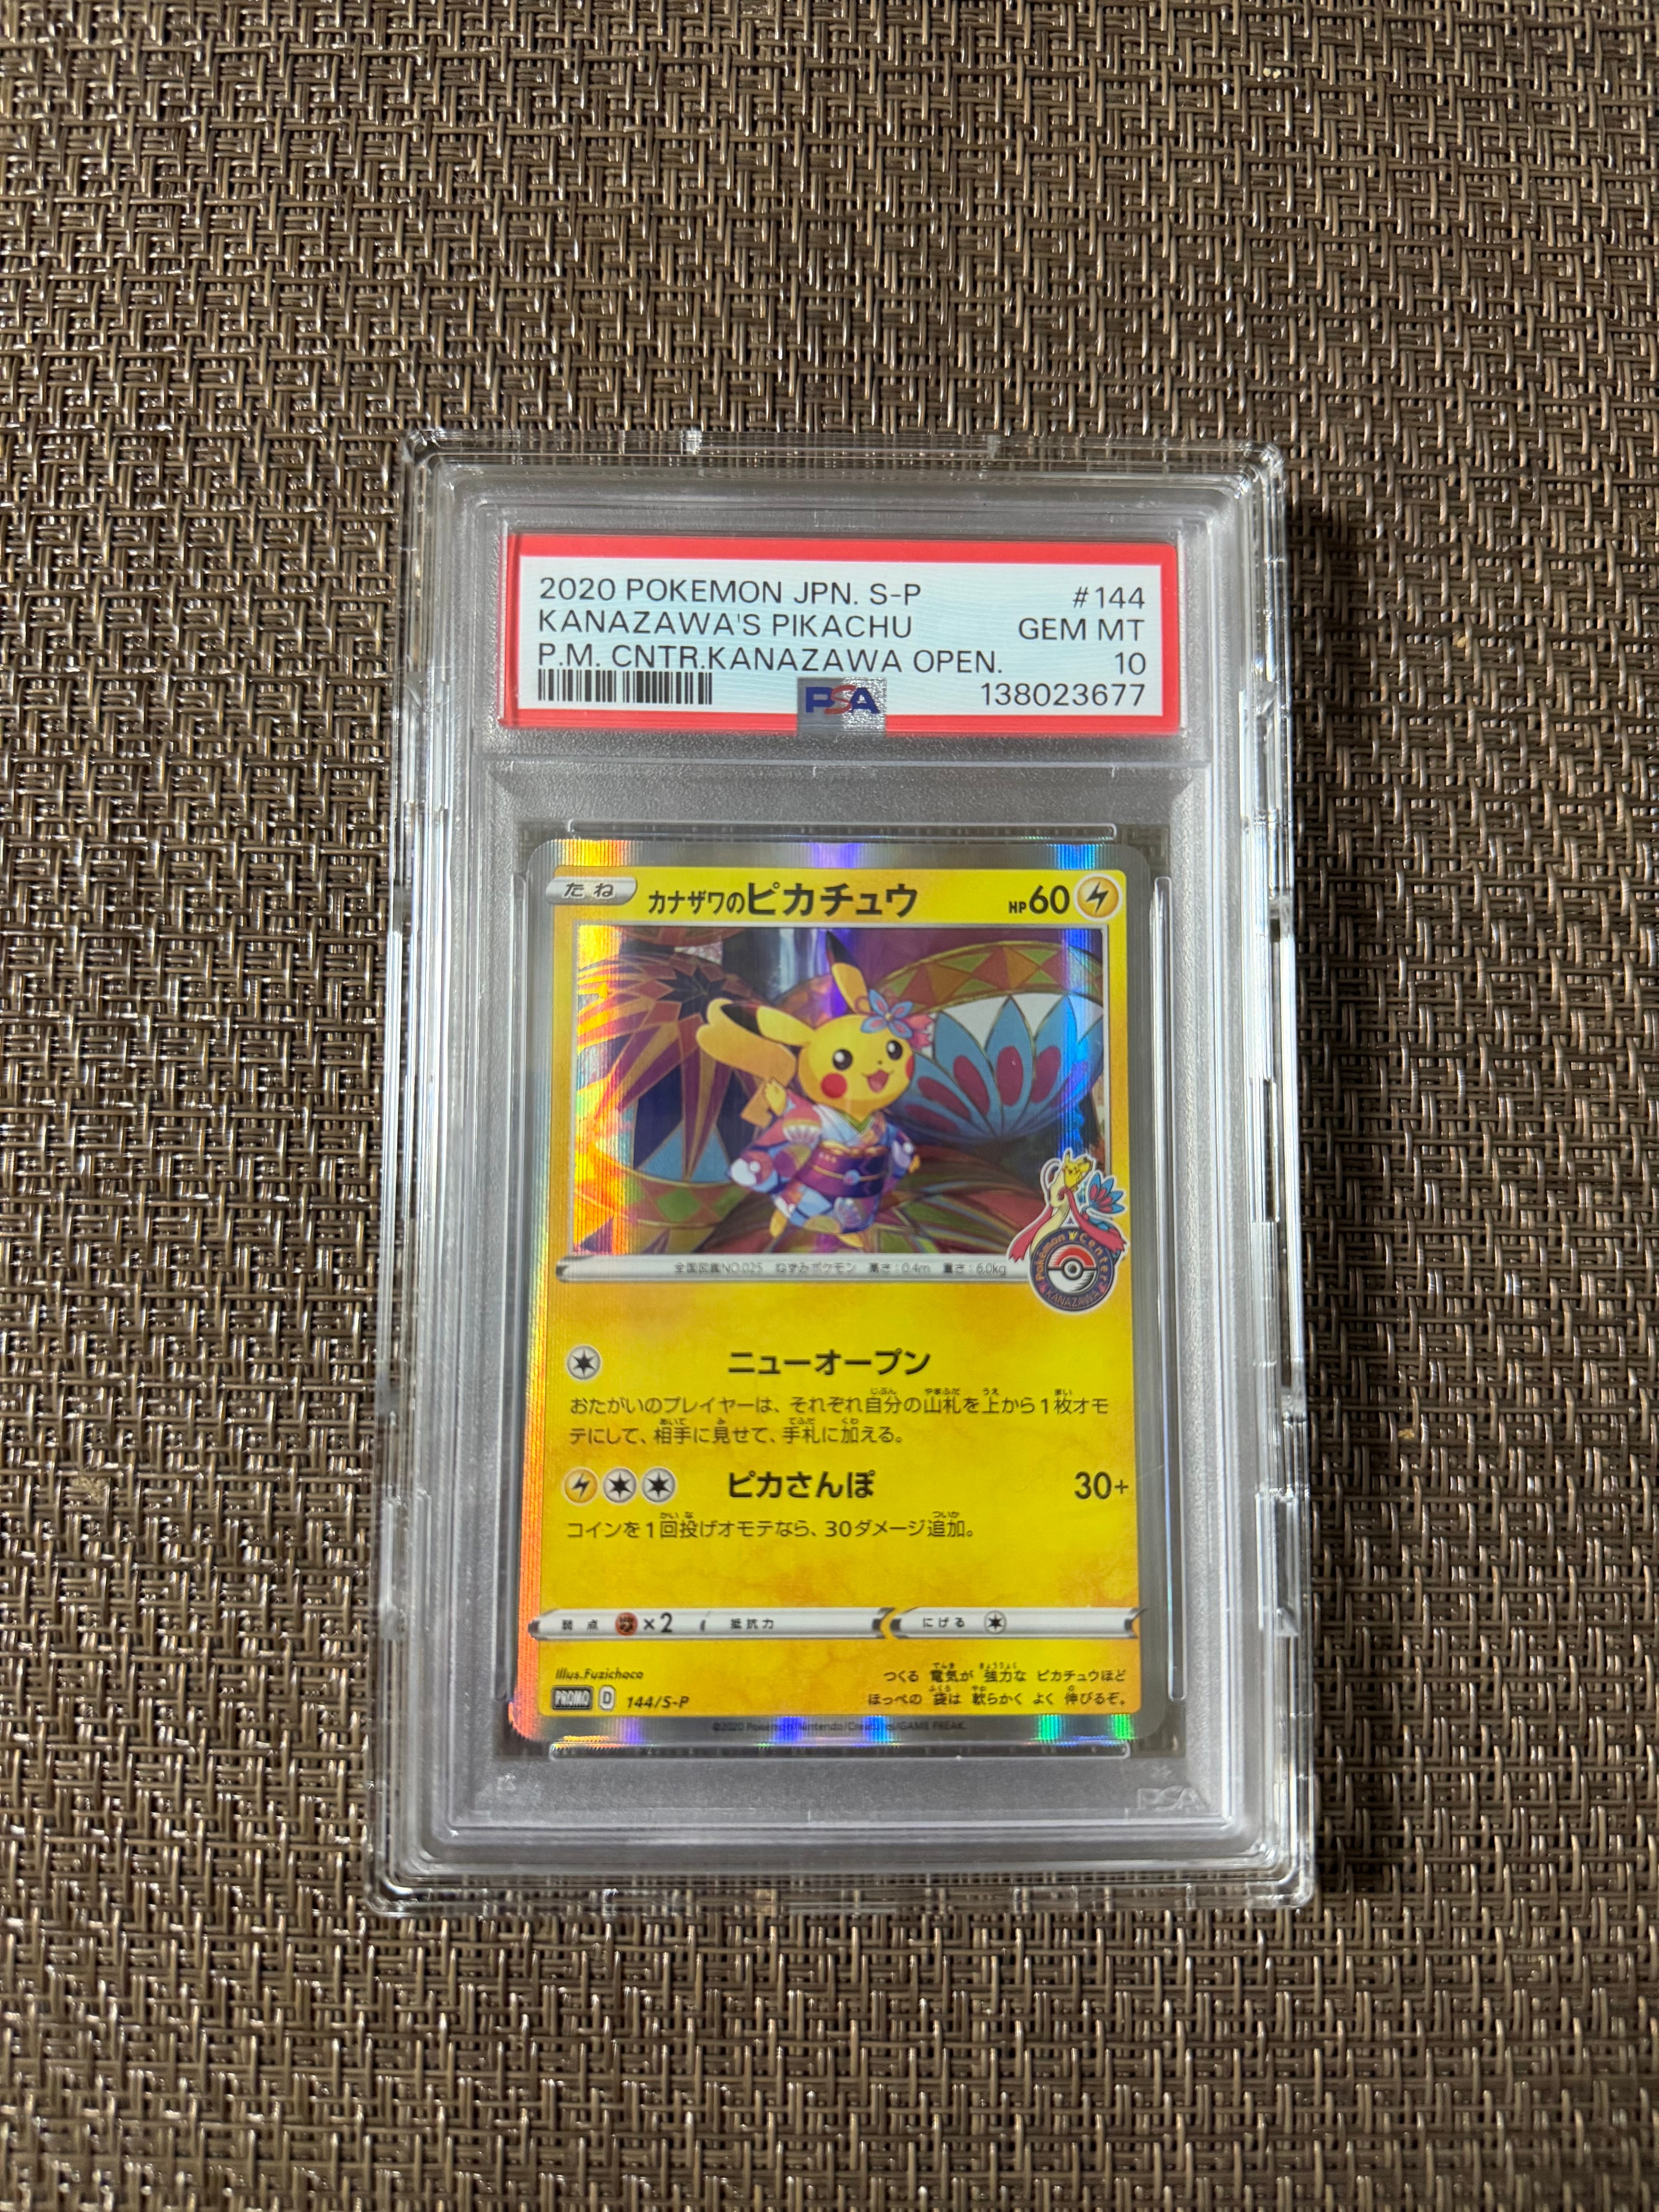 2020 POKEMON JPN. S-P #144
KANAZAWA'S PIKACHU GEM MT
P.M. CNTR.KANAZAWA OPEN. 10
PSA 138023677
たね カナザワのピカチュウ HP60
全国図鑑NO.025 ねずみポケモン 高さ:0.4m 重さ:6.0kg
Pokémon Center
KANAZAWA
ニューオープン
おたがいのプレイヤーは、それぞれ自分の山札を上から1枚オモ
テにして、相手に見せて、手札に加える。
ピカさんぽ 30+
コインを1回投げオモテなら、30ダメージ追加。
弱点 ×2 抵抗力 にげる
Illus.Fuzichoco
つくる 電気が 強力な ピカチュウほど
PROMO D 144/S-P
ほっぺの 袋は 軟らかく よく 伸びるぞ。
©2020 Pokémon/Nintendo/Creatures/GAME FREAK.
PSA